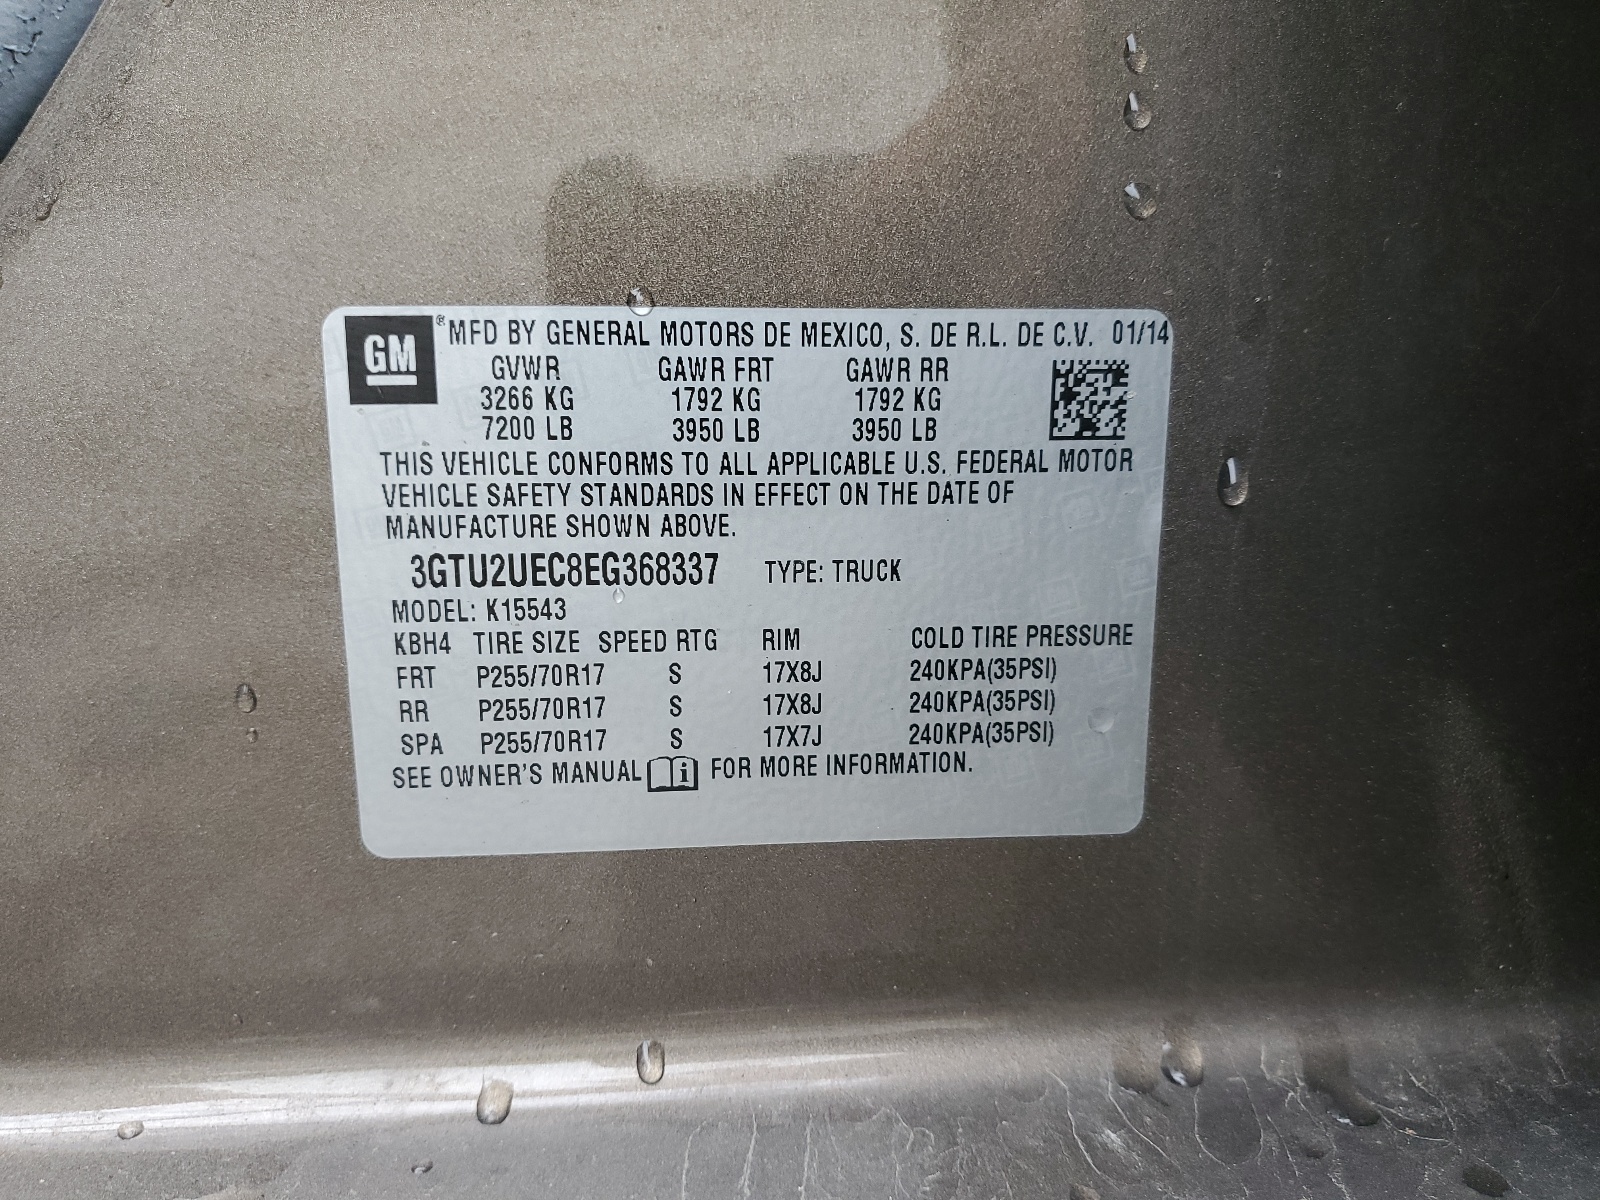 GM ® MFD BY GENERAL MOTORS DE MEXICO, S. DE R.L. DE C.V. 01/14
GVWR GAWR FRT GAWR RR
3266 KG 1792 KG 1792 KG
7200 LB 3950 LB 3950 LB
THIS VEHICLE CONFORMS TO ALL APPLICABLE U.S. FEDERAL MOTOR
VEHICLE SAFETY STANDARDS IN EFFECT ON THE DATE OF
MANUFACTURE SHOWN ABOVE.
3GTU2UEC8EG368337 TYPE: TRUCK
MODEL: K15543
KBH4 TIRE SIZE SPEED RTG RIM COLD TIRE PRESSURE
FRT P255/70R17 S 17X8J 240KPA(35PSI)
RR P255/70R17 S 17X8J 240KPA(35PSI)
SPA P255/70R17 S 17X7J 240KPA(35PSI)
SEE OWNER'S MANUAL i FOR MORE INFORMATION.